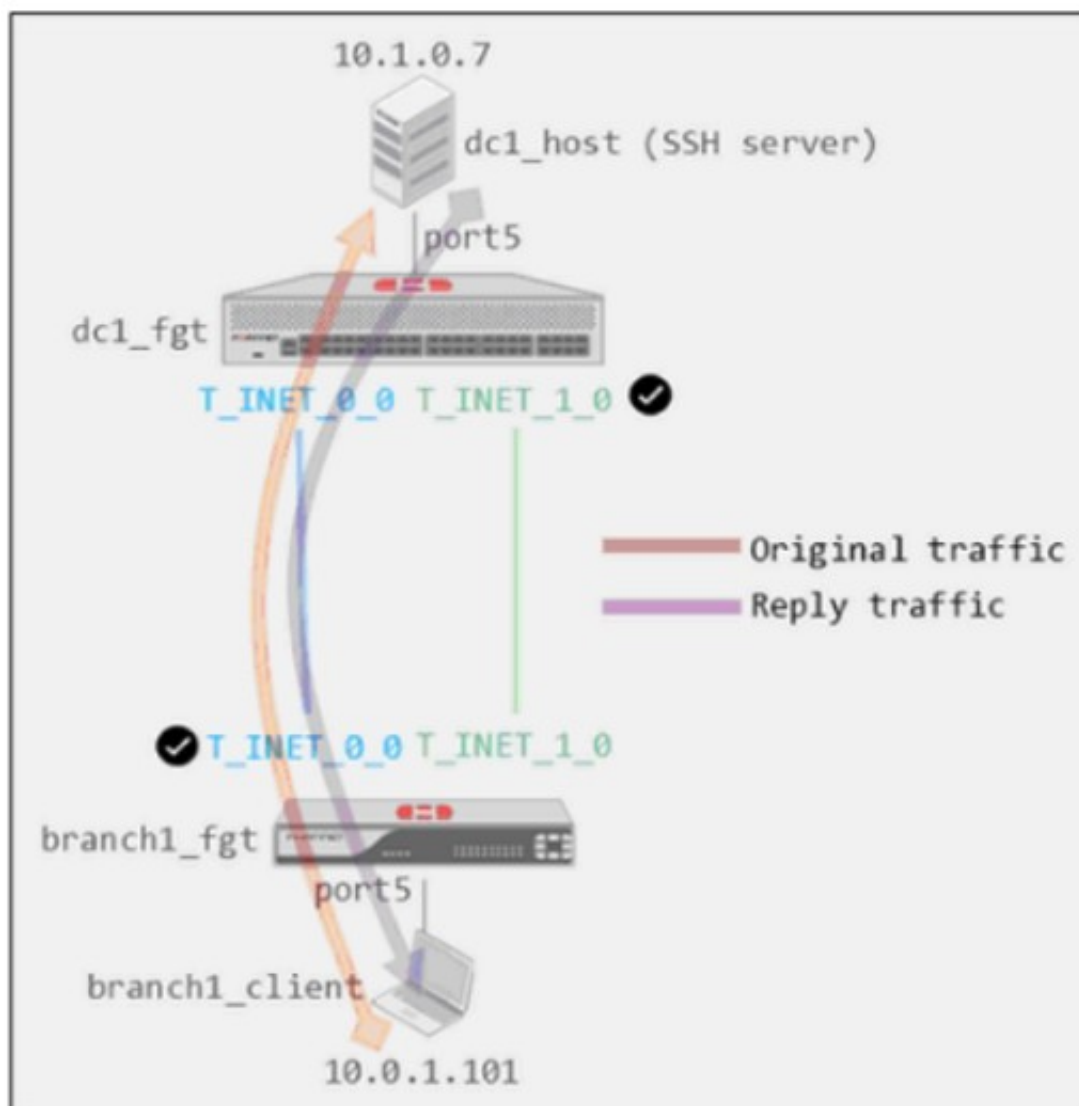 10.1.0.7
dc1_host (SSH server)
port5
dc1_fgt
T_INET_0_0 T_INET_1_0
Original traffic
Reply traffic
T_INET_0_0 T_INET_1_0
branch1_fgt
port5
branch1_client
10.0.1.101